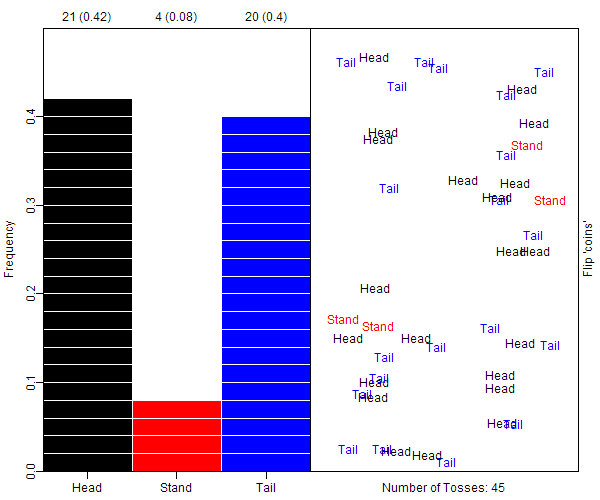 21 (0.42) 4 (0.08) 20 (0.4)
Frequency
0.4
0.3
0.2
0.1
0.0
Head Stand Tail
Head
Tail Tail
Tail
Tail
Tail
Head
Tail
Head
Head
Head
Stand
Tail
Head
Head
Tail
Head
Tail Stand
Tail
Head Head
Head
Stand
Stand
Tail
Head Head
Head
Tail Tail
Tail
Head
Tail
Head
Head
Tail
Head
Head Tail
Tail Tail Head
Head
Tail
Flip 'coins'
Number of Tosses: 45